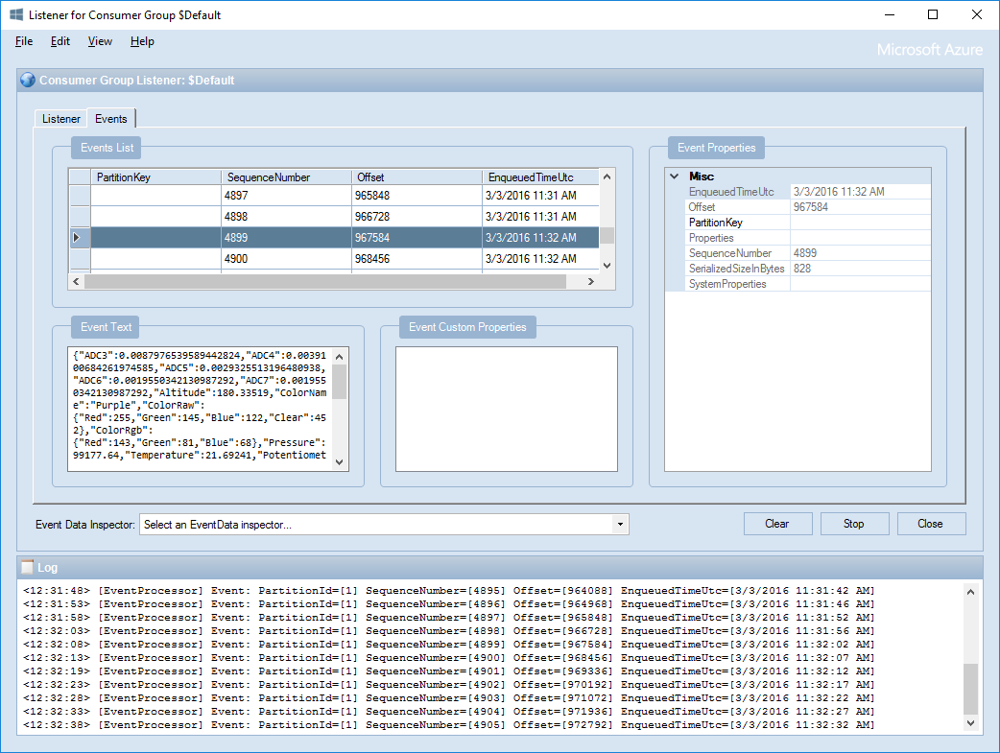 Listener for Consumer Group $Default
File Edit View Help
Microsoft Azure
Consumer Group Listener: $Default
Listener Events
Events List
PartitionKey SequenceNumber Offset EnqueuedTimeUtc
4897 965848 3/3/2016 11:31 AM
4898 966728 3/3/2016 11:31 AM
4899 967584 3/3/2016 11:32 AM
4900 968456 3/3/2016 11:32 AM
Event Properties
Misc
EnqueuedTimeUtc 3/3/2016 11:32 AM
Offset 967584
PartitionKey
Properties
SequenceNumber 4899
SerializedSizeInBytes 828
SystemProperties
Event Text
{"ADC3":0.0087976539589442824,"ADC4":0.00391
00684261974585,"ADC5":0.0029325513196480938,
"ADC6":0.0019550342130987292,"ADC7":0.001955
0342130987292,"Altitude":180.33519,"ColorNam
e":"Purple","ColorRaw":
{"Red":255,"Green":145,"Blue":122,"Clear":45
2},"ColorRgb":
{"Red":143,"Green":81,"Blue":68},"Pressure":
99177.64,"Temperature":21.69241,"Potentiomet
Event Custom Properties
Event Data Inspector: Select an EventData inspector... Clear Stop Close
Log
<12:31:48> [EventProcessor] Event: PartitionId=[1] SequenceNumber=[4895] Offset=[964088] EnqueuedTimeUtc=[3/3/2016 11:31:42 AM]
<12:31:53> [EventProcessor] Event: PartitionId=[1] SequenceNumber=[4896] Offset=[964968] EnqueuedTimeUtc=[3/3/2016 11:31:46 AM]
<12:31:58> [EventProcessor] Event: PartitionId=[1] SequenceNumber=[4897] Offset=[965848] EnqueuedTimeUtc=[3/3/2016 11:31:52 AM]
<12:32:03> [EventProcessor] Event: PartitionId=[1] SequenceNumber=[4898] Offset=[966728] EnqueuedTimeUtc=[3/3/2016 11:31:56 AM]
<12:32:08> [EventProcessor] Event: PartitionId=[1] SequenceNumber=[4899] Offset=[967584] EnqueuedTimeUtc=[3/3/2016 11:32:02 AM]
<12:32:13> [EventProcessor] Event: PartitionId=[1] SequenceNumber=[4900] Offset=[968456] EnqueuedTimeUtc=[3/3/2016 11:32:07 AM]
<12:32:19> [EventProcessor] Event: PartitionId=[1] SequenceNumber=[4901] Offset=[969336] EnqueuedTimeUtc=[3/3/2016 11:32:12 AM]
<12:32:23> [EventProcessor] Event: PartitionId=[1] SequenceNumber=[4902] Offset=[970192] EnqueuedTimeUtc=[3/3/2016 11:32:17 AM]
<12:32:28> [EventProcessor] Event: PartitionId=[1] SequenceNumber=[4903] Offset=[971072] EnqueuedTimeUtc=[3/3/2016 11:32:22 AM]
<12:32:33> [EventProcessor] Event: PartitionId=[1] SequenceNumber=[4904] Offset=[971936] EnqueuedTimeUtc=[3/3/2016 11:32:27 AM]
<12:32:38> [EventProcessor] Event: PartitionId=[1] SequenceNumber=[4905] Offset=[972792] EnqueuedTimeUtc=[3/3/2016 11:32:32 AM]